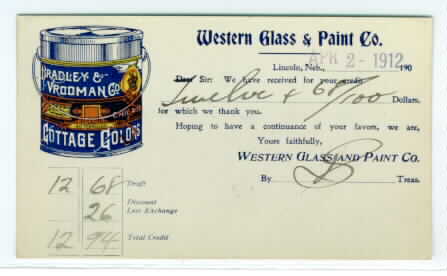 Western Glass & Paint Co.
Lincoln, Neb., APR 2 - 1912 190
Dear Sir: We have received for your credit
Twelve & 68/100 Dollars,
for which we thank you.
Hoping to have a continuance of your favors, we are,
Yours faithfully,
WESTERN GLASS AND PAINT CO.
By Treas.
BRADLEY &
VROOMAN CO
CHICAGO
COTTAGE COLORS
12 68 Draft
26 Discount
Less Exchange
12 94 Total Credit